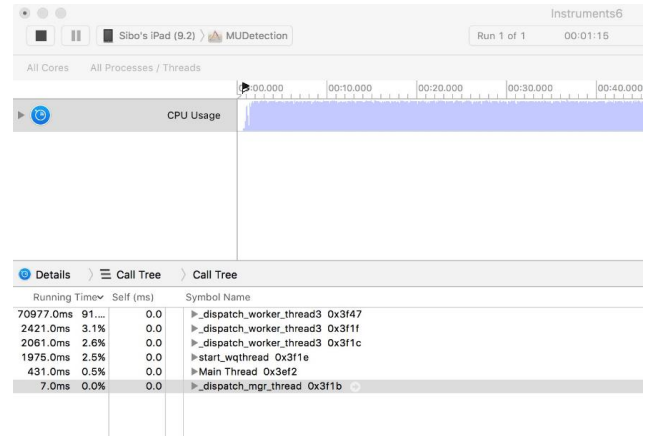 Instruments6
Sibo's iPad (9.2) 〉 MUDetection
Run 1 of 1 00:01:15
All Cores All Processes / Threads
00:10.000 00:20.000 00:30.000 00:40.000
CPU Usage
Details 〉 Call Tree 〉 Call Tree
Running Time Self (ms) Symbol Name
70977.0ms 91.... 0.0 _dispatch_worker_thread3 0x3f47
2421.0ms 3.1% 0.0 _dispatch_worker_thread3 0x3f1f
2061.0ms 2.6% 0.0 _dispatch_worker_thread3 0x3f1c
1975.0ms 2.5% 0.0 start_wqthread 0x3f1e
431.0ms 0.5% 0.0 Main Thread 0x3ef2
7.0ms 0.0% 0.0 _dispatch_mgr_thread 0x3f1b